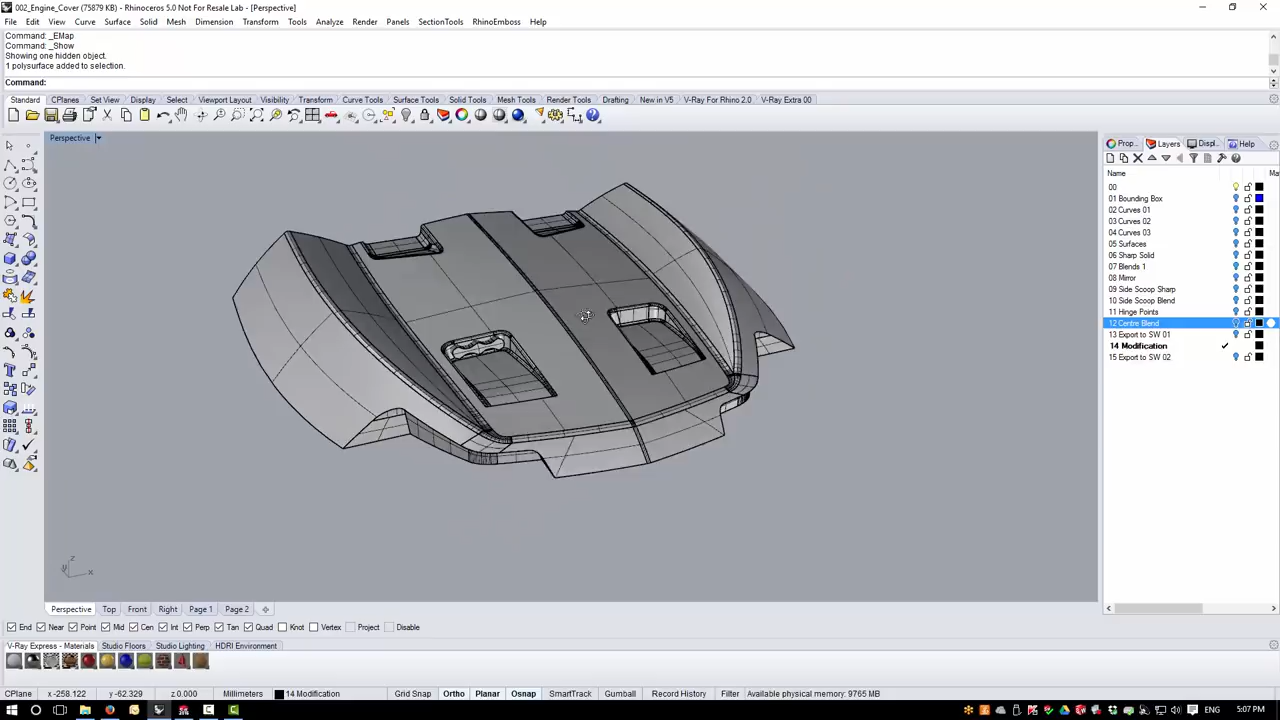 002_Engine_Cover (75879 KB) - Rhinoceros 5.0 Not For Resale Lab - [Perspective]
File Edit View Curve Surface Solid Mesh Dimension Transform Tools Analyze Render Panels SectionTools RhinoEmboss Help
Command: _EMap
Command: _Show
Showing one hidden object.
1 polysurface added to selection.
Command:
Standard CPlanes Set View Display Select Viewport Layout Visibility Transform Curve Tools Surface Tools Solid Tools Mesh Tools Render Tools Drafting New in V5 V-Ray For Rhino 2.0 V-Ray Extra 00
Perspective
Prop... Layers Displ... Help
Name Ma
00
01 Bounding Box
02 Curves 01
03 Curves 02
04 Curves 03
05 Surfaces
06 Sharp Solid
07 Blends 1
08 Mirror
09 Side Scoop Sharp
10 Side Scoop Blend
11 Hinge Points
12 Centre Blend
13 Export to SW 01
14 Modification
15 Export to SW 02
z
y x
Perspective Top Front Right Page 1 Page 2
End Near Point Mid Cen Int Perp Tan Quad Knot Vertex Project Disable
V-Ray Express - Materials Studio Floors Studio Lighting HDRI Environment
CPlane x -258.122 y -62.329 z 0.000 Millimeters 14 Modification Grid Snap Ortho Planar Osnap SmartTrack Gumball Record History Filter Available physical memory: 9765 MB
ENG 5:07 PM